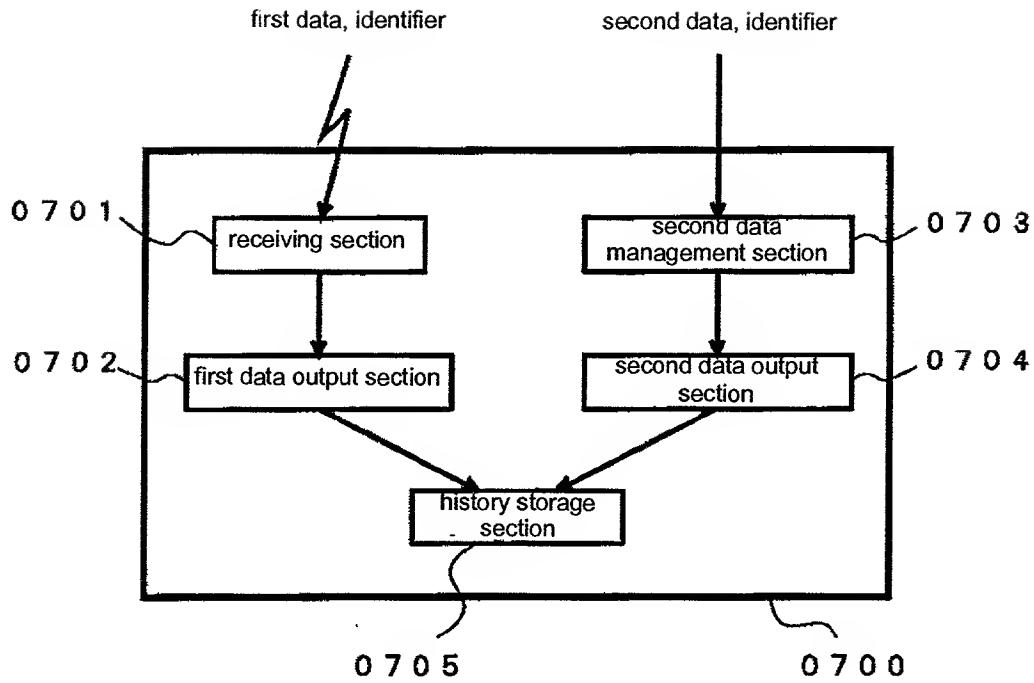 first data, identifier
second data, identifier
0701
receiving section
second data
management section
0703
0702
first data output section
second data output
section
0704
history storage
section
0705
0700